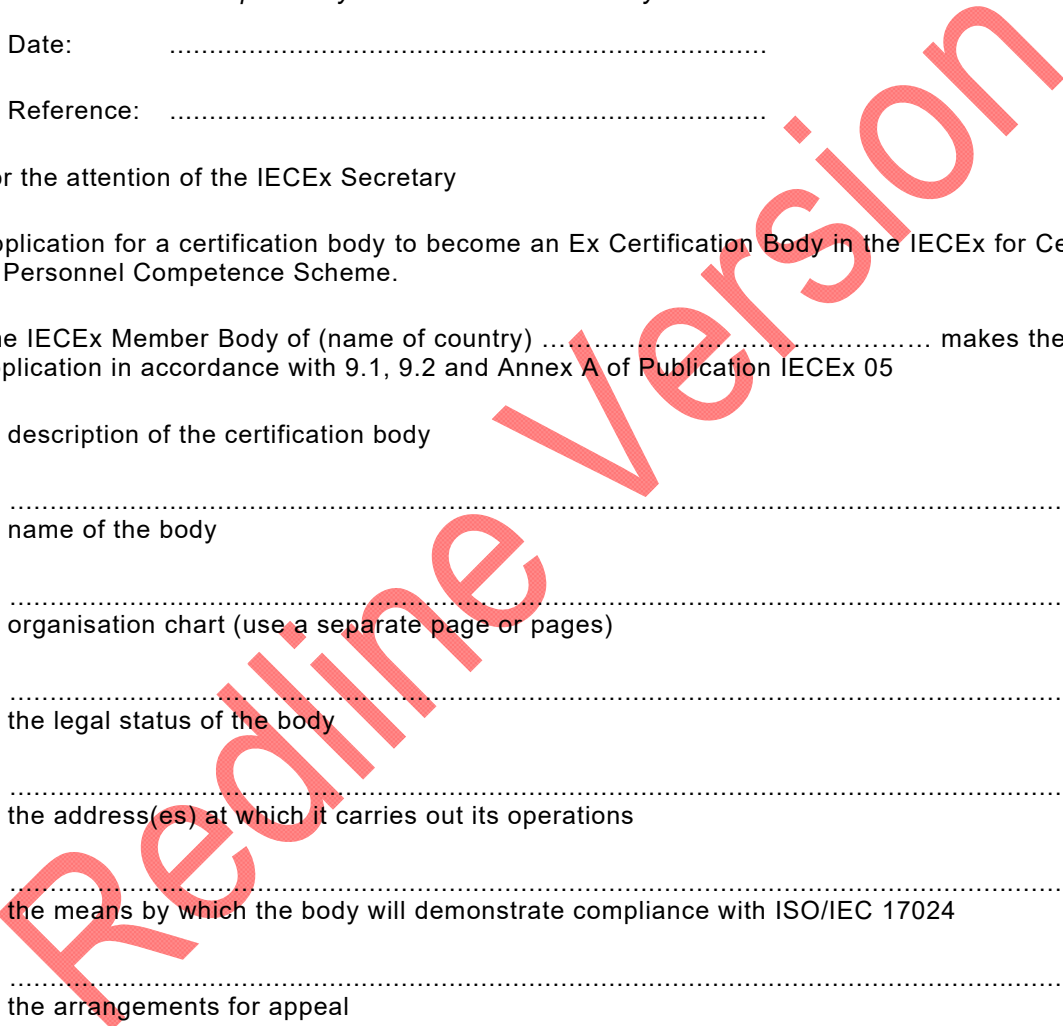 Date: ..........................................................................
Reference: ..........................................................................
or the attention of the IECEx Secretary
pplication for a certification body to become an Ex Certification Body in the IECEx for Ce
Personnel Competence Scheme.
he IECEx Member Body of (name of country) ................................................ makes the
plication in accordance with 9.1, 9.2 and Annex A of Publication IECEx 05
description of the certification body
....................................................................................................................................
name of the body
....................................................................................................................................
organisation chart (use a separate page or pages)
....................................................................................................................................
the legal status of the body
....................................................................................................................................
the address(es) at which it carries out its operations
....................................................................................................................................
the means by which the body will demonstrate compliance with ISO/IEC 17024
....................................................................................................................................
the arrangements for appeal
Redline Version